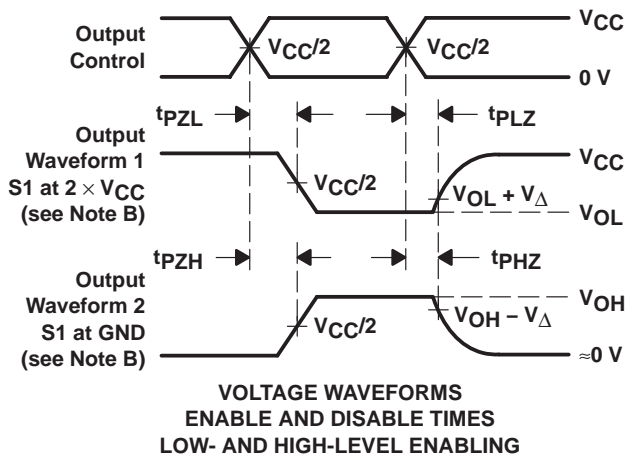 Output
Control
VCC/2
VCC/2
VCC
0 V
tPZL
tPLZ
Output
Waveform 1
S1 at 2 × VCC
(see Note B)
VCC/2
VCC
VOL + VΔ
VOL
tPZH
tPHZ
Output
Waveform 2
S1 at GND
(see Note B)
VCC/2
VOH
VOH − VΔ
≈0 V
VOLTAGE WAVEFORMS
ENABLE AND DISABLE TIMES
LOW- AND HIGH-LEVEL ENABLING